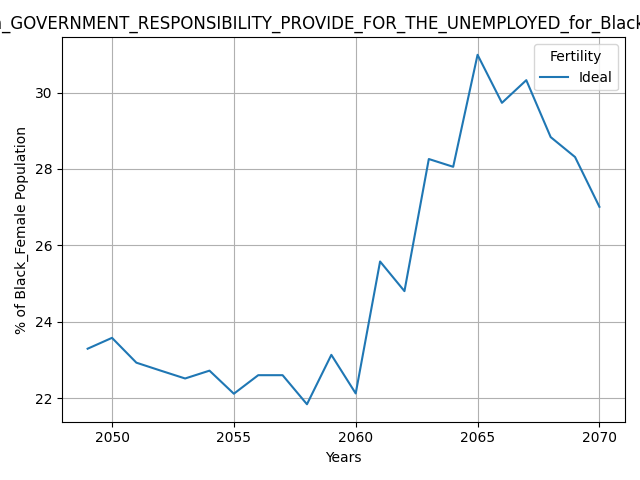 _GOVERNMENT_RESPONSIBILITY_PROVIDE_FOR_THE_UNEMPLOYED_for_Black
Fertility
Ideal
% of Black_Female Population
30
28
26
24
22
2050
2055
2060
2065
2070
Years